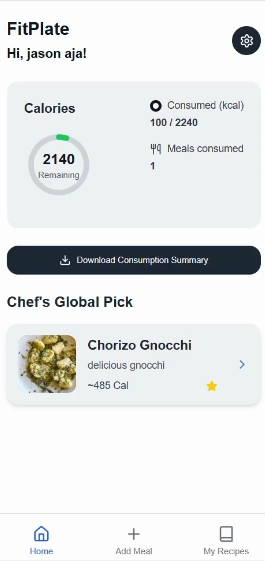 FitPlate
Hi, jason aja!
Calories
Consumed (kcal)
100 / 2240
Meals consumed
1
2140
Remaining
Download Consumption Summary
Chef's Global Pick
Chorizo Gnocchi
delicious gnocchi
~485 Cal
Home
Add Meal
My Recipes